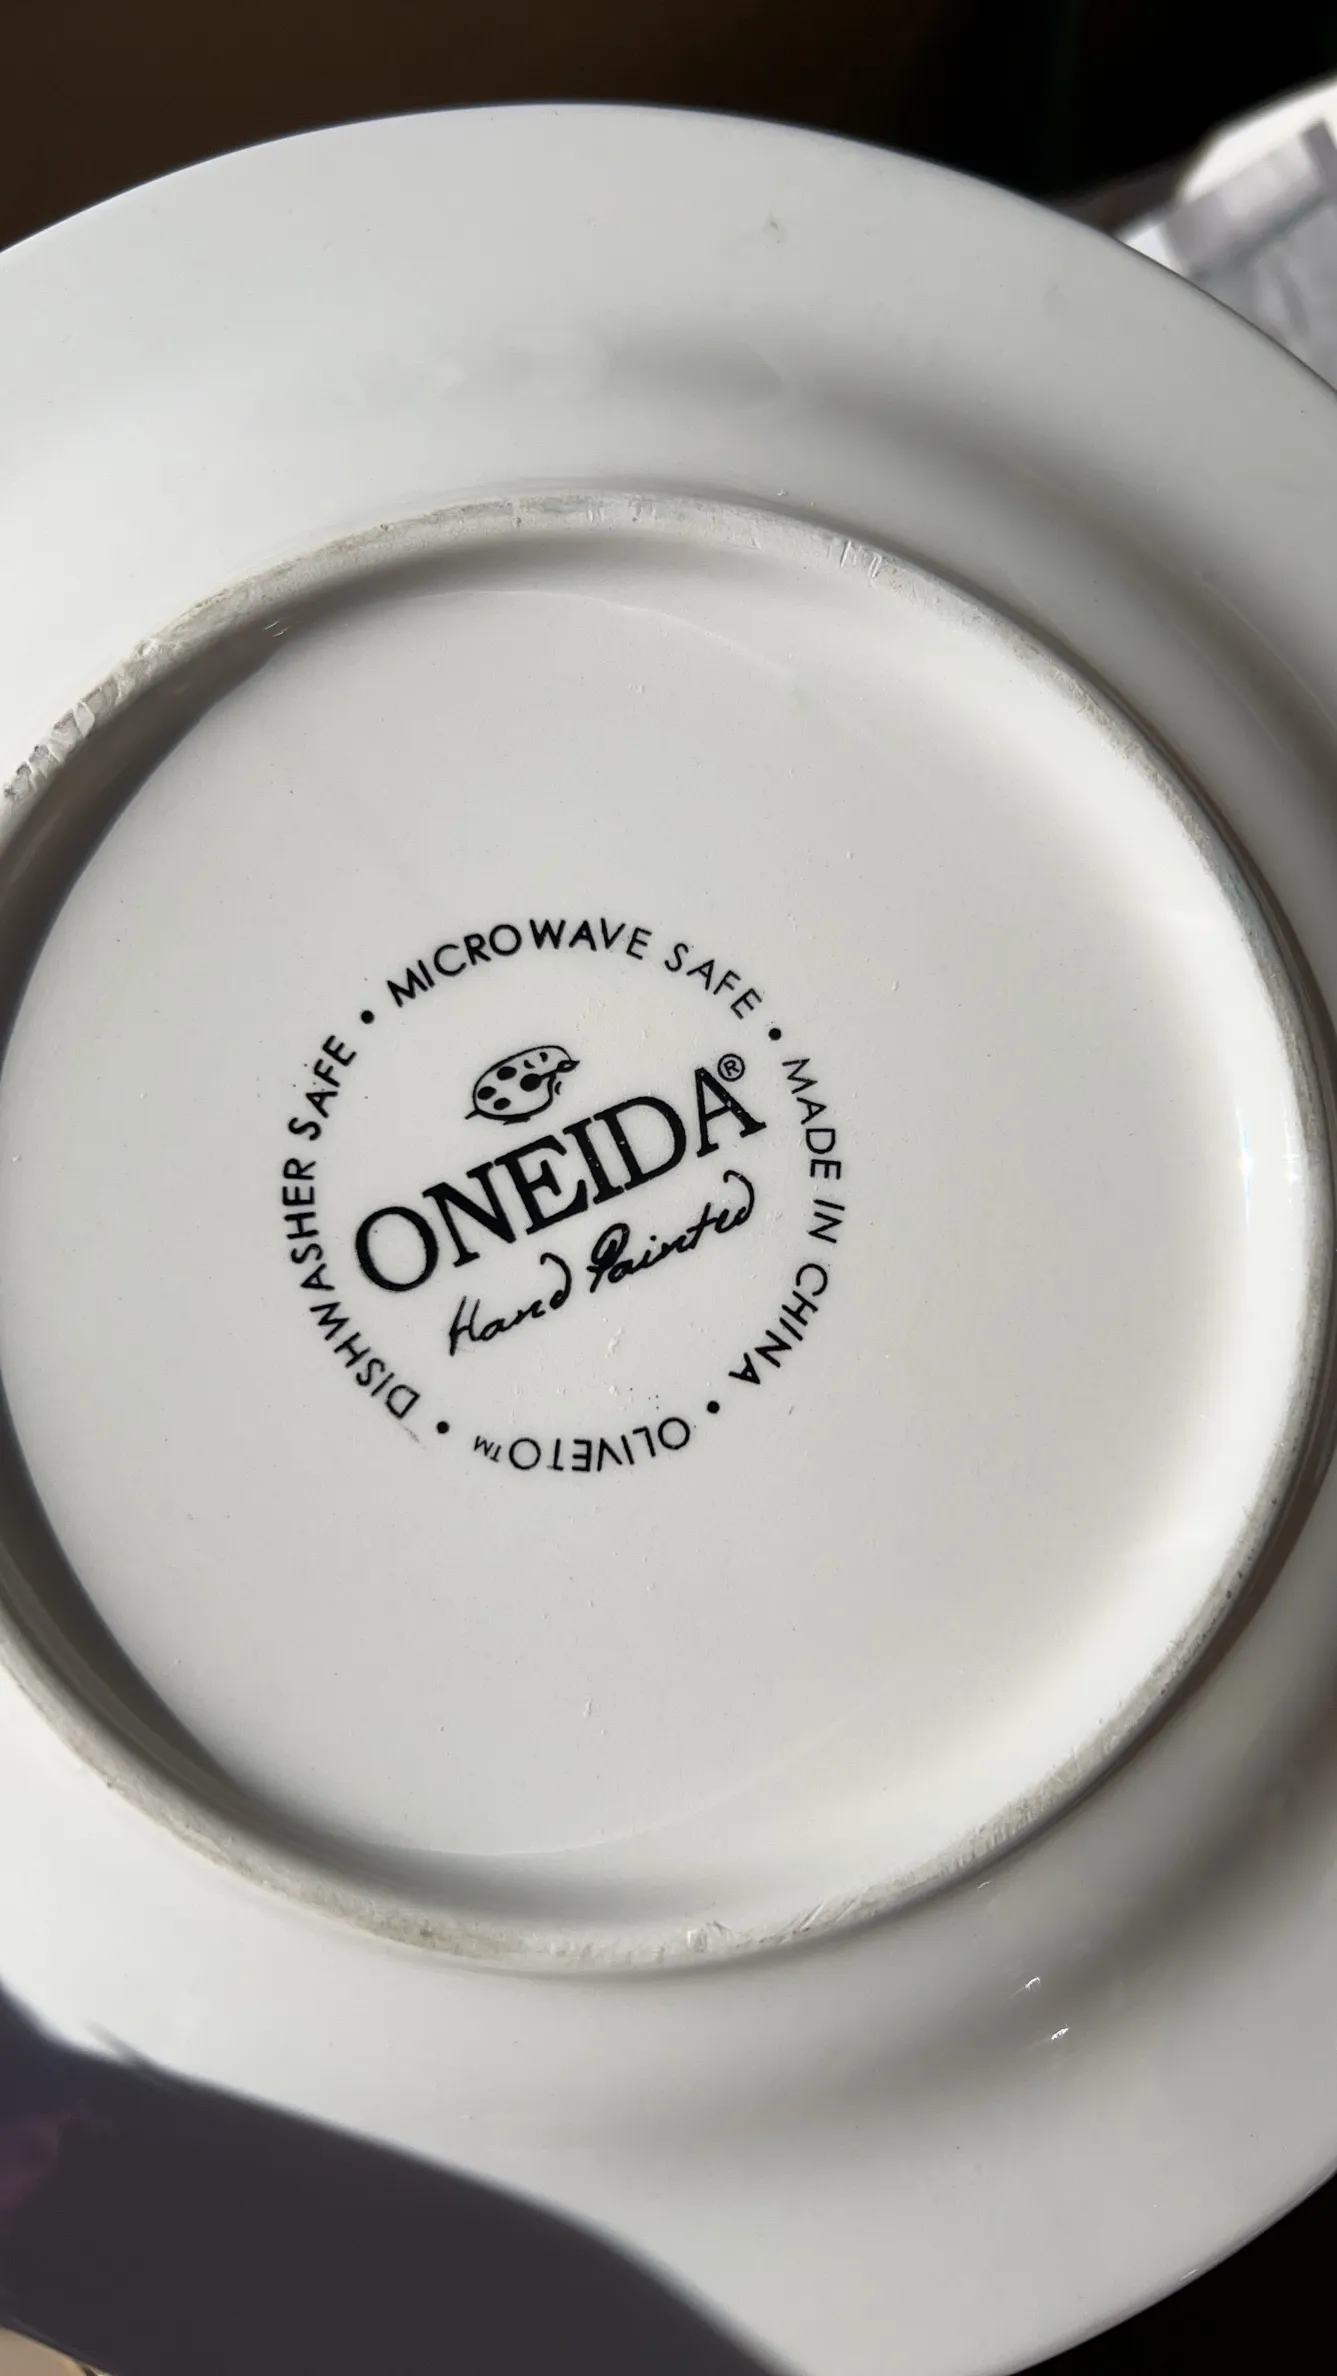 MICROWAVE SAFE • MADE IN CHINA • OLIVETO™ • DISHWASHER SAFE •
ONEIDA®
Hand Painted